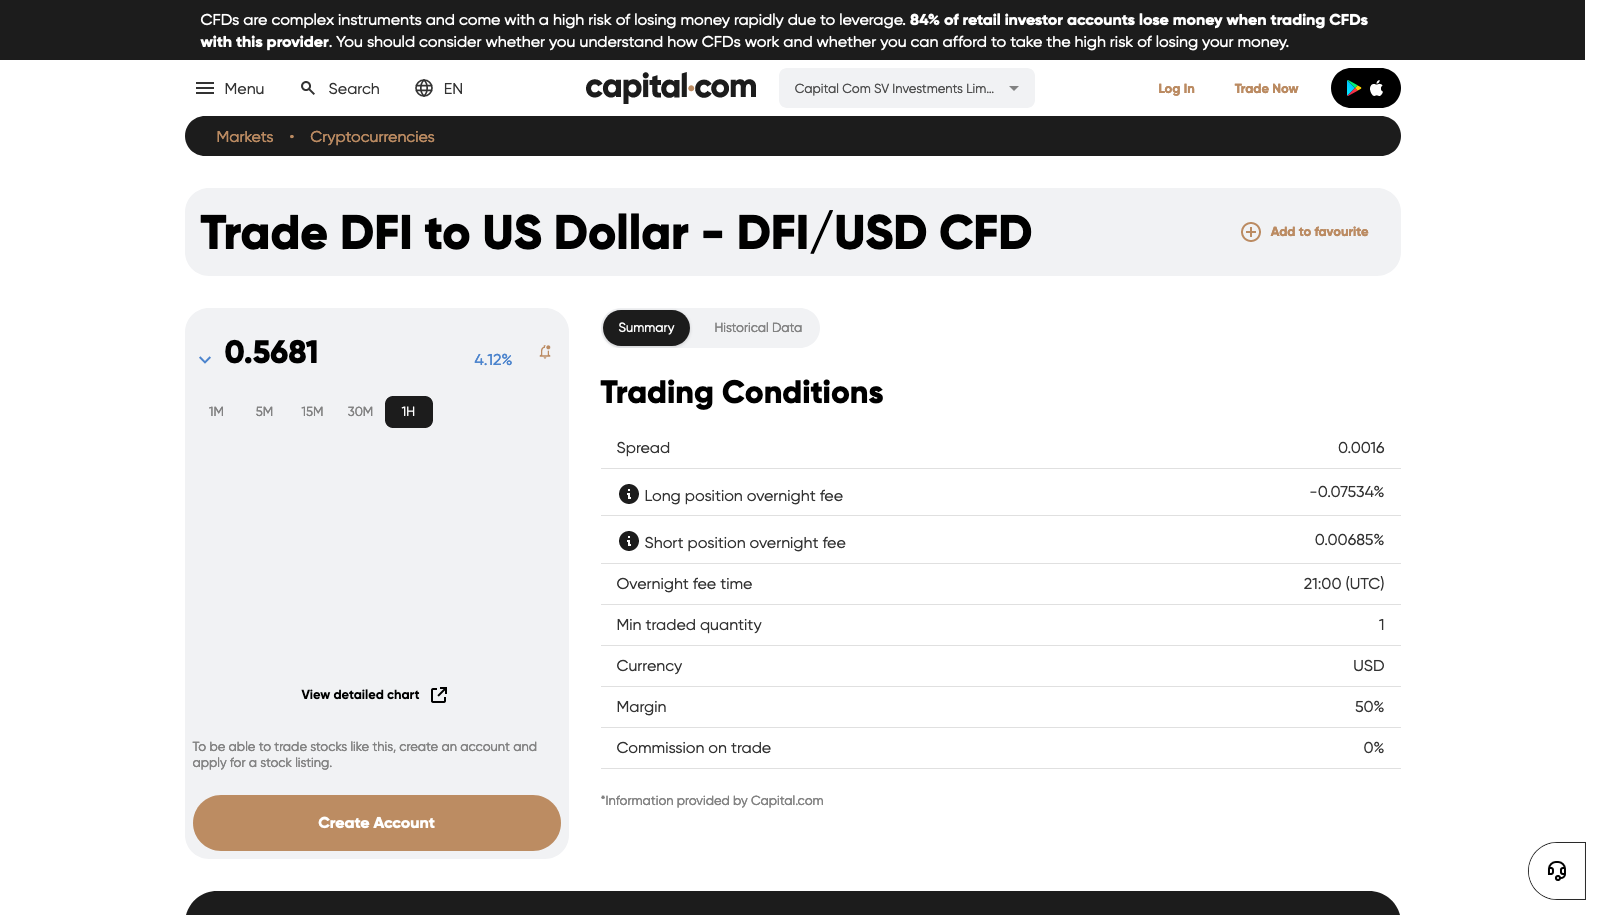 CFDs are complex instruments and come with a high risk of losing money rapidly due to leverage. 84% of retail investor accounts lose money when trading CFDs
with this provider. You should consider whether you understand how CFDs work and whether you can afford to take the high risk of losing your money.
Menu Search EN capital.com Capital Com SV Investments Lim... Log In Trade Now
Markets • Cryptocurrencies
Trade DFI to US Dollar - DFI/USD CFD
Add to favourite
0.5681 4.12%
1M 5M 15M 30M 1H
View detailed chart
To be able to trade stocks like this, create an account and
apply for a stock listing.
Create Account
Summary Historical Data
Trading Conditions
Spread 0.0016
Long position overnight fee -0.07534%
Short position overnight fee 0.00685%
Overnight fee time 21:00 (UTC)
Min traded quantity 1
Currency USD
Margin 50%
Commission on trade 0%
*Information provided by Capital.com